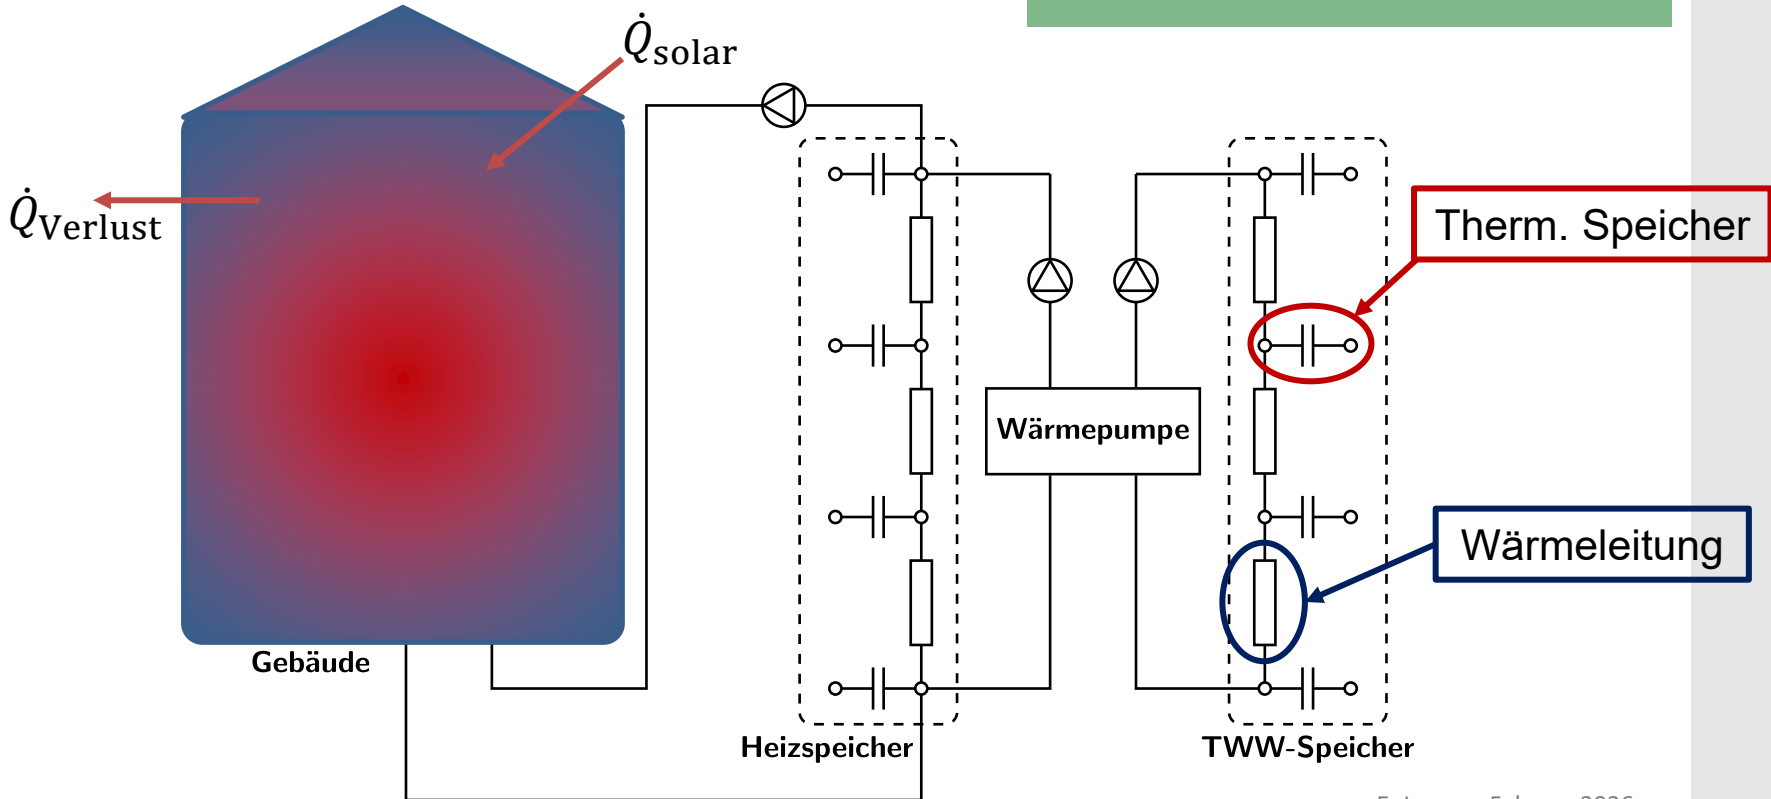 Q̇solar
Q̇Verlust
Therm. Speicher
Wärmepumpe
Wärmeleitung
Gebäude
Heizspeicher
TWW-Speicher